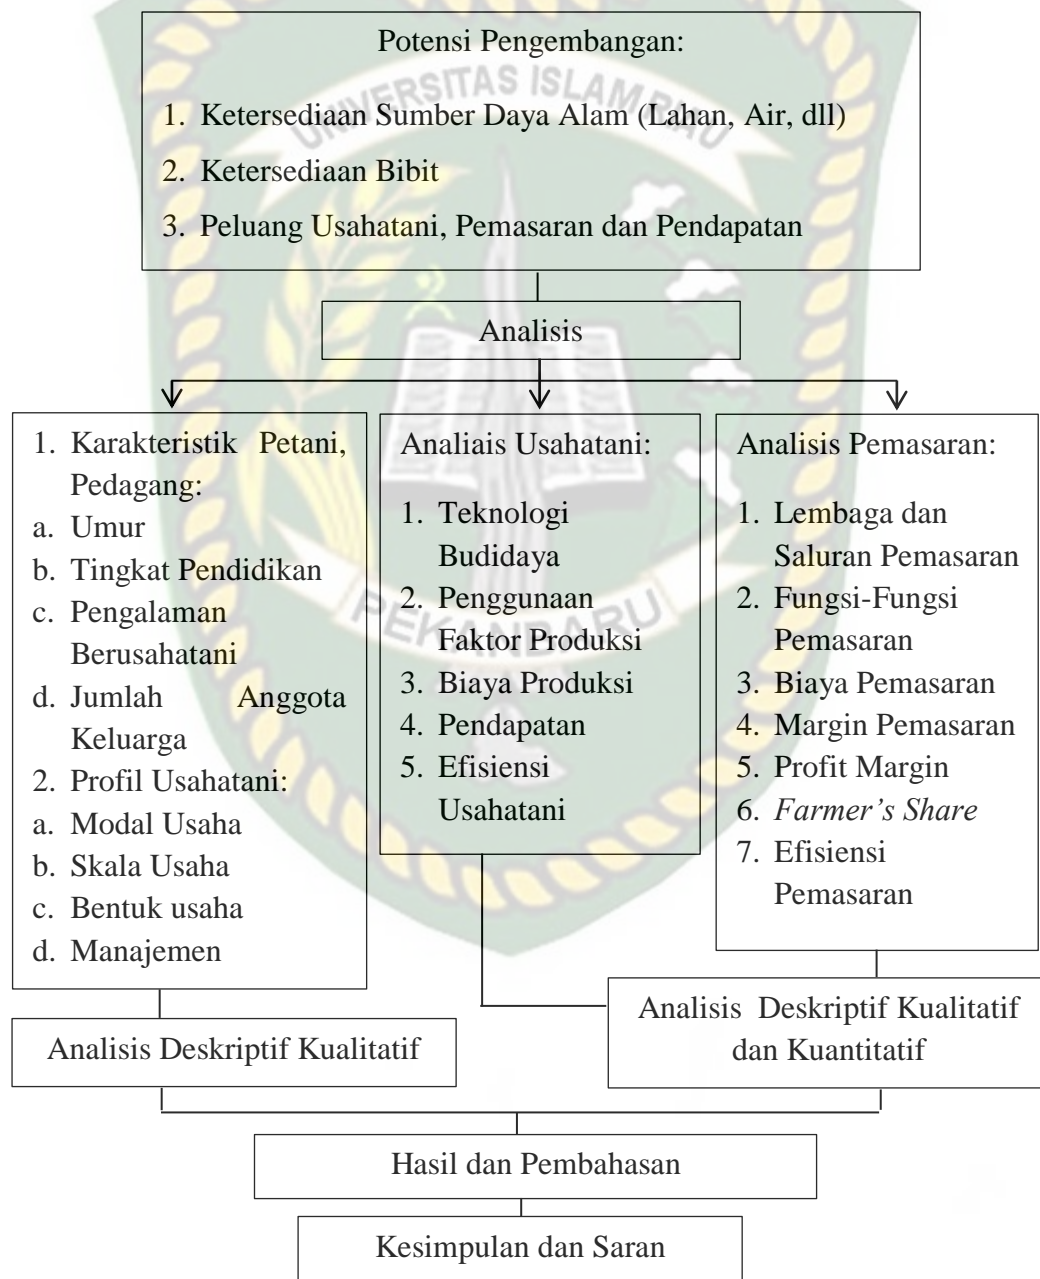 Potensi Pengembangan:
UNIVERSITAS ISLAM RIAU
1. Ketersediaan Sumber Daya Alam (Lahan, Air, dll)
2. Ketersediaan Bibit
3. Peluang Usahatani, Pemasaran dan Pendapatan
Analisis
1. Karakteristik Petani,
Pedagang:
a. Umur
b. Tingkat Pendidikan
c. Pengalaman
Berusahatani
d. Jumlah Anggota
Keluarga
2. Profil Usahatani:
a. Modal Usaha
b. Skala Usaha
c. Bentuk usaha
d. Manajemen
Analiais Usahatani:
1. Teknologi
Budidaya
2. Penggunaan
Faktor Produksi
3. Biaya Produksi
4. Pendapatan
5. Efisiensi
Usahatani
PEKANBARU
Analisis Pemasaran:
1. Lembaga dan
Saluran Pemasaran
2. Fungsi-Fungsi
Pemasaran
3. Biaya Pemasaran
4. Margin Pemasaran
5. Profit Margin
6. Farmer’s Share
7. Efisiensi
Pemasaran
Analisis Deskriptif Kualitatif
Analisis Deskriptif Kualitatif
dan Kuantitatif
Hasil dan Pembahasan
Kesimpulan dan Saran